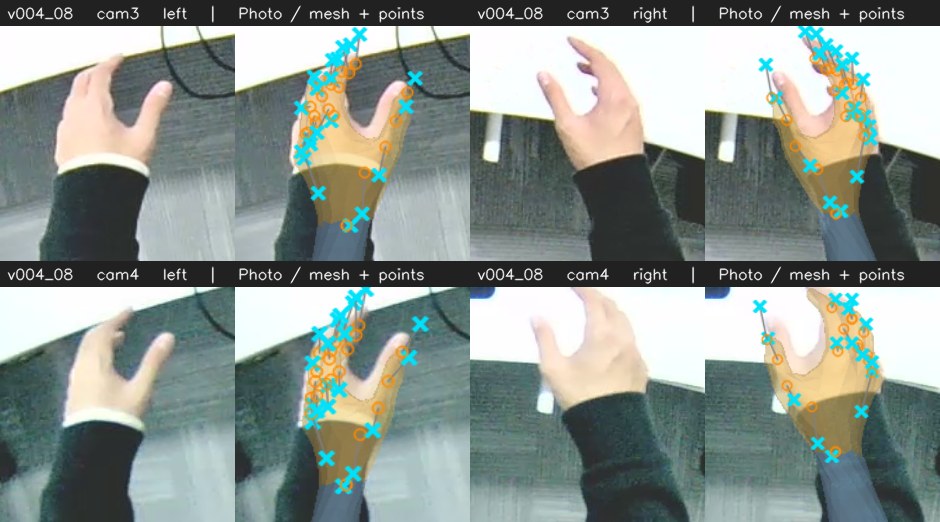 v004_08 cam3 left | Photo / mesh + points
v004_08 cam3 right | Photo / mesh + points
v004_08 cam4 left | Photo / mesh + points
v004_08 cam4 right | Photo / mesh + points